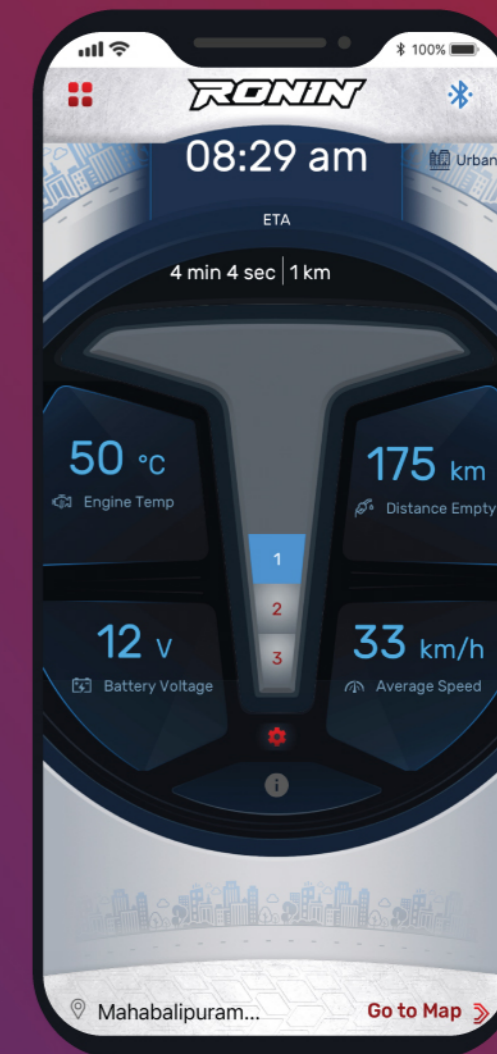 100%
RONIN
08:29 am
Urban
ETA
4 min 4 sec | 1 km
50 °C
Engine Temp
175 km
Distance Empty
1
2
3
12 V
Battery Voltage
33 km/h
Average Speed
i
Mahabalipuram...
Go to Map